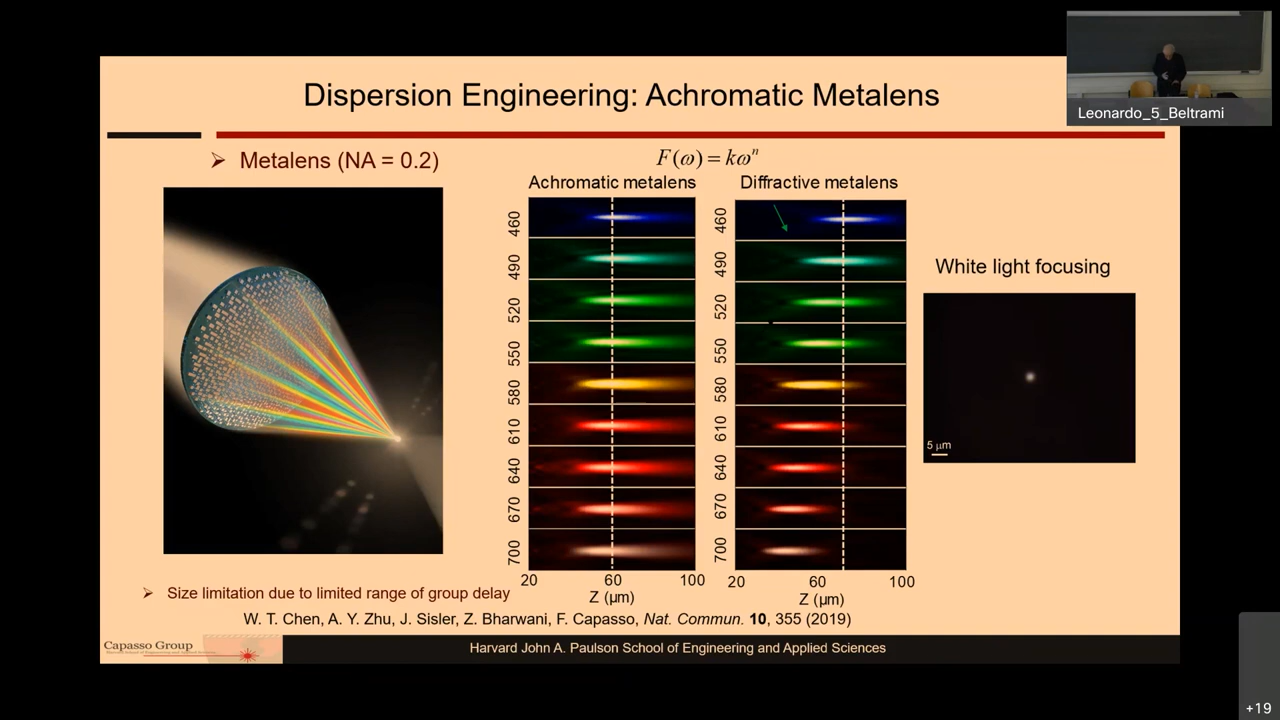 Dispersion Engineering: Achromatic Metalens
Leonardo_5_Beltrami
➢ Metalens (NA = 0.2)
F(ω) = kωⁿ
Achromatic metalens
Diffractive metalens
460
490
520
550
580
610
640
670
700
20 60 100
Z (µm)
460
490
520
550
580
610
640
670
700
20 60 100
Z (µm)
White light focusing
5 µm
➢ Size limitation due to limited range of group delay
W. T. Chen, A. Y. Zhu, J. Sisler, Z. Bharwani, F. Capasso, Nat. Commun. 10, 355 (2019)
Capasso Group
Harvard John A. Paulson School of Engineering and Applied Sciences
+19